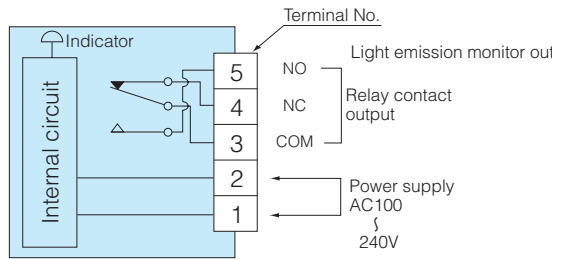 Terminal No.
Indicator
Light emission monitor
Internal circuit
5 NO
4 NC
Relay contact
output
3 COM
2
Power supply
AC100
∫
240V
1